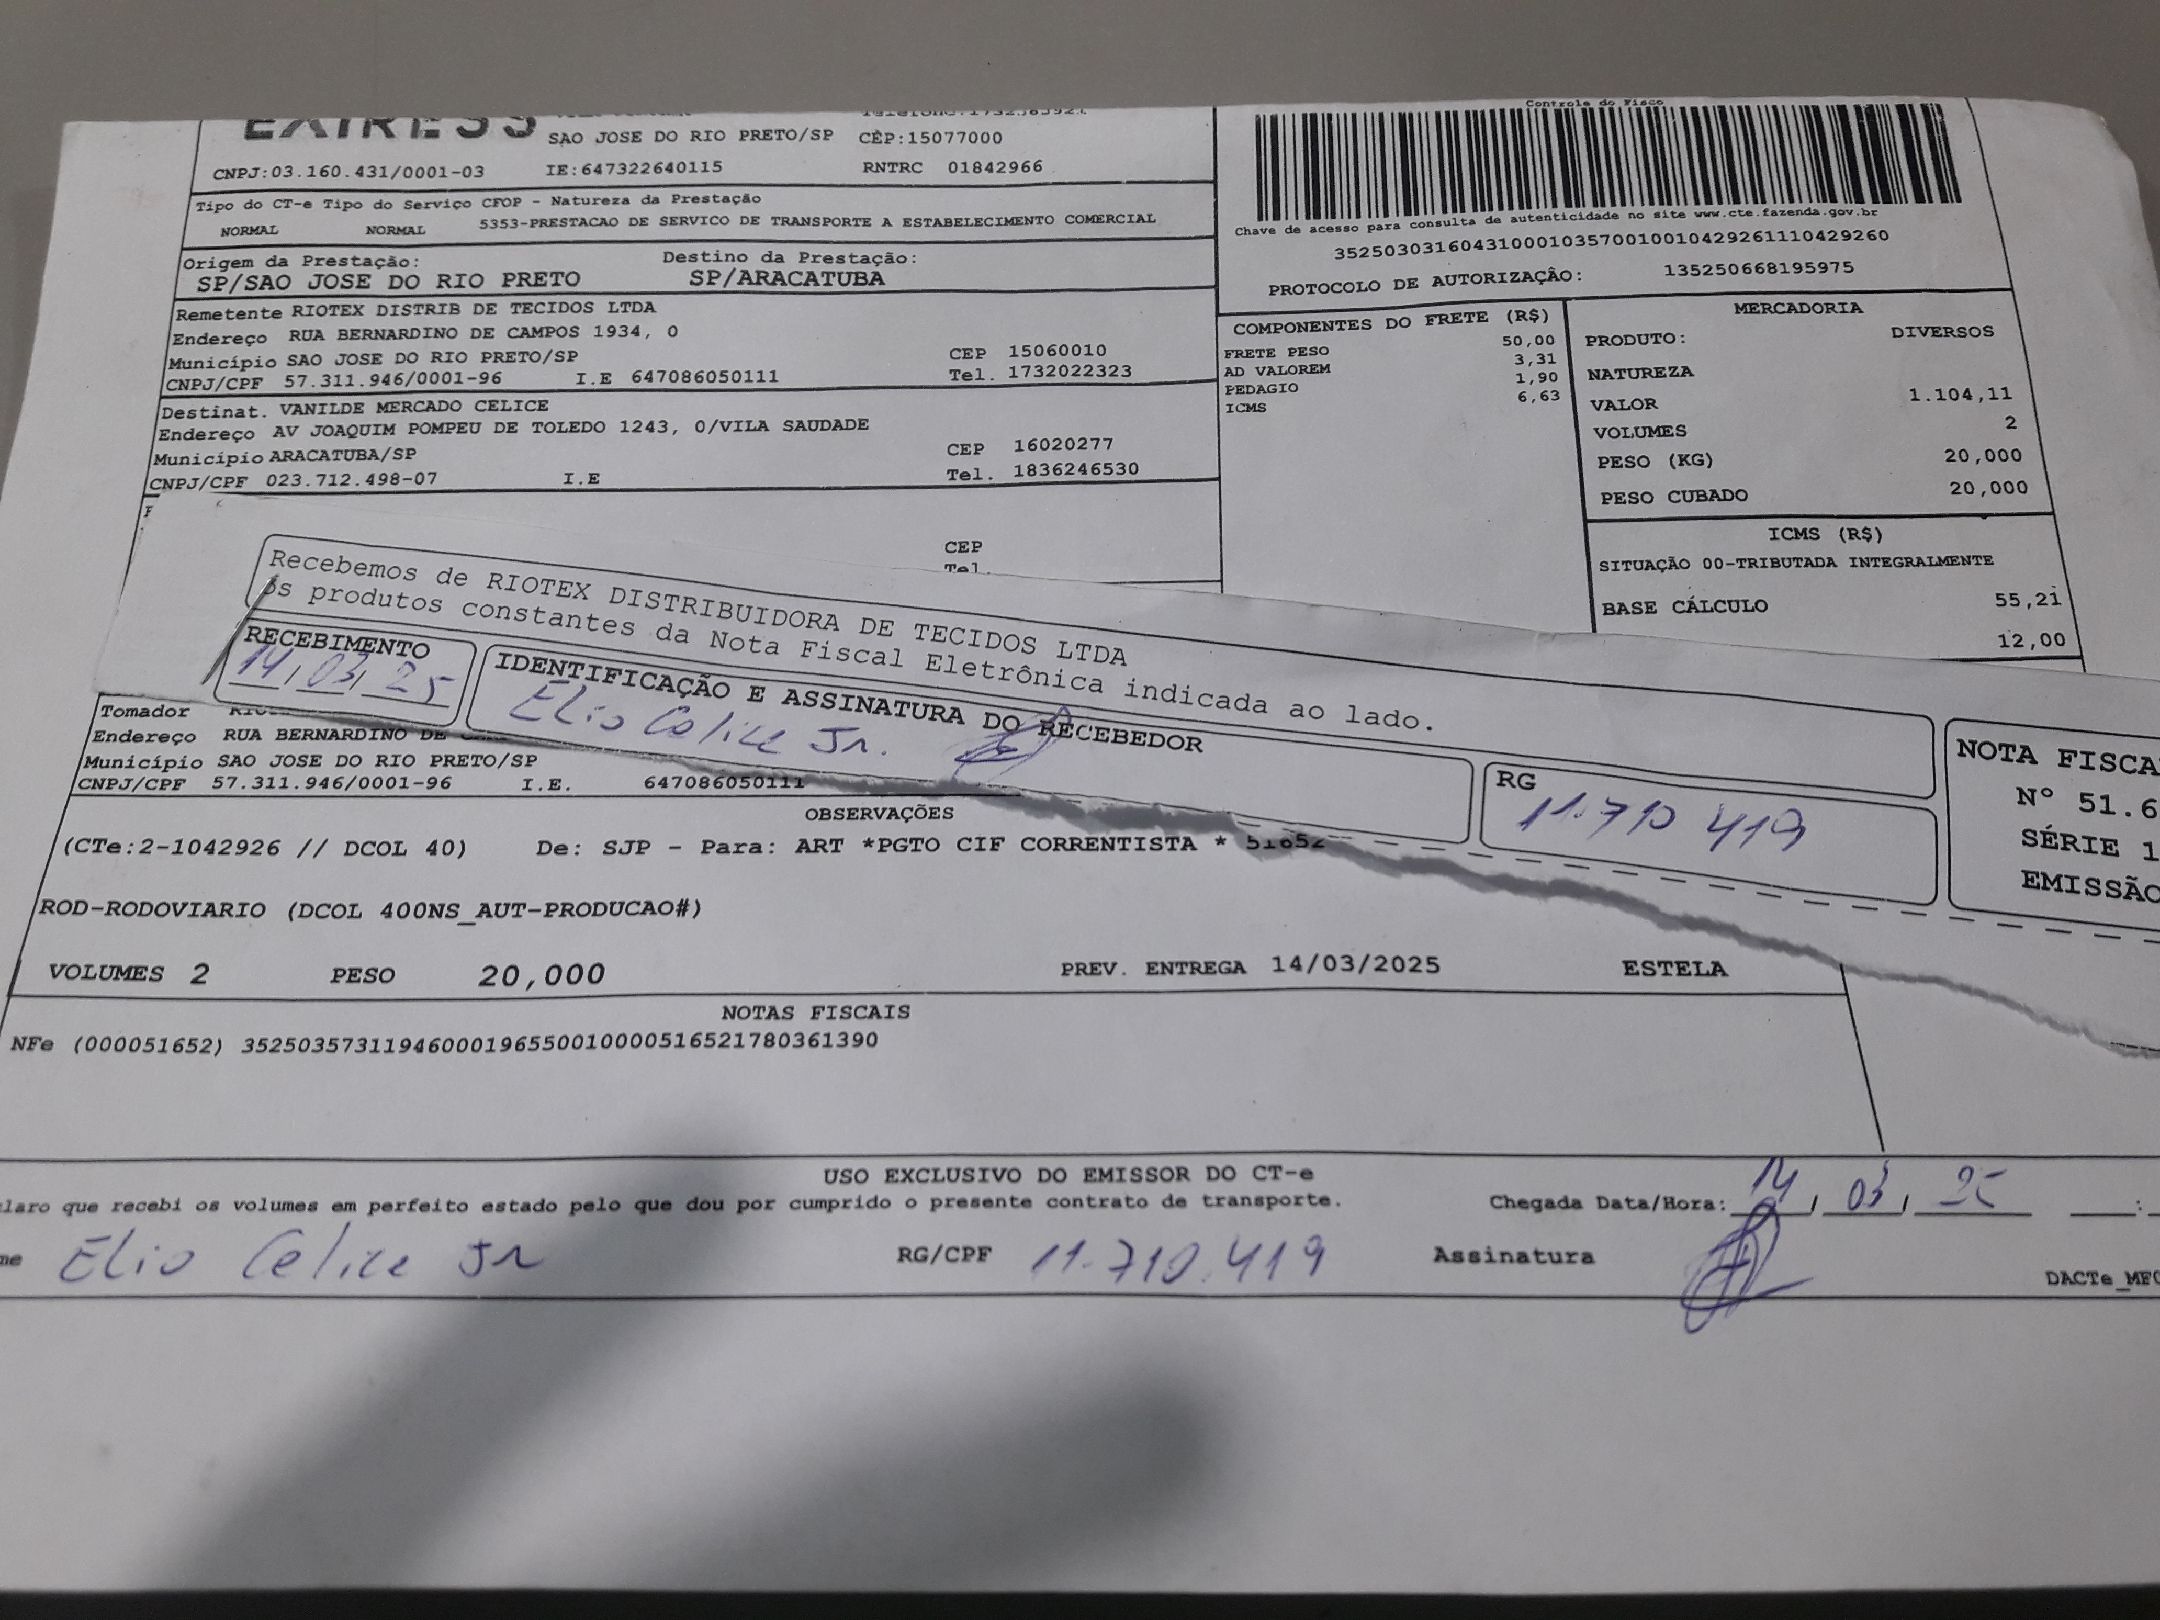 EXPRESS
SAO JOSE DO RIO PRETO/SP CEP:15077000
CNPJ:03.160.431/0001-03 IE:647322640115 RNTRC 01842966
Tipo do CT-e Tipo do Serviço CFOP - Natureza da Prestação
NORMAL NORMAL 5353-PRESTACAO DE SERVICO DE TRANSPORTE A ESTABELECIMENTO COMERCIAL
Origem da Prestação: Destino da Prestação:
SP/SAO JOSE DO RIO PRETO SP/ARACATUBA
Remetente RIOTEX DISTRIB DE TECIDOS LTDA
Endereço RUA BERNARDINO DE CAMPOS 1934, 0
Município SAO JOSE DO RIO PRETO/SP CEP 15060010
CNPJ/CPF 57.311.946/0001-96 I.E 647086050111 Tel. 1732022323
Destinat. VANILDE MERCADO CELICE
Endereço AV JOAQUIM POMPEU DE TOLEDO 1243, 0/VILA SAUDADE
Município ARACATUBA/SP CEP 16020277
CNPJ/CPF 023.712.498-07 I.E Tel. 1836246530
CEP
Tel.
Controle do Fisco
Chave de acesso para consulta de autenticidade no site www.cte.fazenda.gov.br
35250303160431000103570010010429261110429260
PROTOCOLO DE AUTORIZAÇÃO: 135250668195975
COMPONENTES DO FRETE (R$)
FRETE PESO 50,00
AD VALOREM 3,31
PEDAGIO 1,90
ICMS 6,63
MERCADORIA
PRODUTO: DIVERSOS
NATUREZA
VALOR 1.104,11
VOLUMES 2
PESO (KG) 20,000
PESO CUBADO 20,000
ICMS (R$)
SITUAÇÃO 00-TRIBUTADA INTEGRALMENTE
BASE CÁLCULO 55,21
12,00
Recebemos de RIOTEX DISTRIBUIDORA DE TECIDOS LTDA
os produtos constantes da Nota Fiscal Eletrônica indicada ao lado.
RECEBIMENTO
14/03/25
IDENTIFICAÇÃO E ASSINATURA DO RECEBEDOR
Elio Celice Jr.
RG
11.710 419
NOTA FISCA
Nº 51.6
SÉRIE 1
EMISSÃO
Tomador
Endereço RUA BERNARDINO DE
Município SAO JOSE DO RIO PRETO/SP
CNPJ/CPF 57.311.946/0001-96 I.E. 647086050111
OBSERVAÇÕES
(CTe:2-1042926 // DCOL 40) De: SJP - Para: ART *PGTO CIF CORRENTISTA * 51652
ROD-RODOVIARIO (DCOL 400NS_AUT-PRODUCAO#)
VOLUMES 2 PESO 20,000 PREV. ENTREGA 14/03/2025 ESTELA
NOTAS FISCAIS
NFe (000051652) 35250357311946000196550010000516521780361390
USO EXCLUSIVO DO EMISSOR DO CT-e
laro que recebi os volumes em perfeito estado pelo que dou por cumprido o presente contrato de transporte. Chegada Data/Hora: 14/03/25 :
me Elio Celice Jr RG/CPF 11.710.419 Assinatura
DACTe_MF